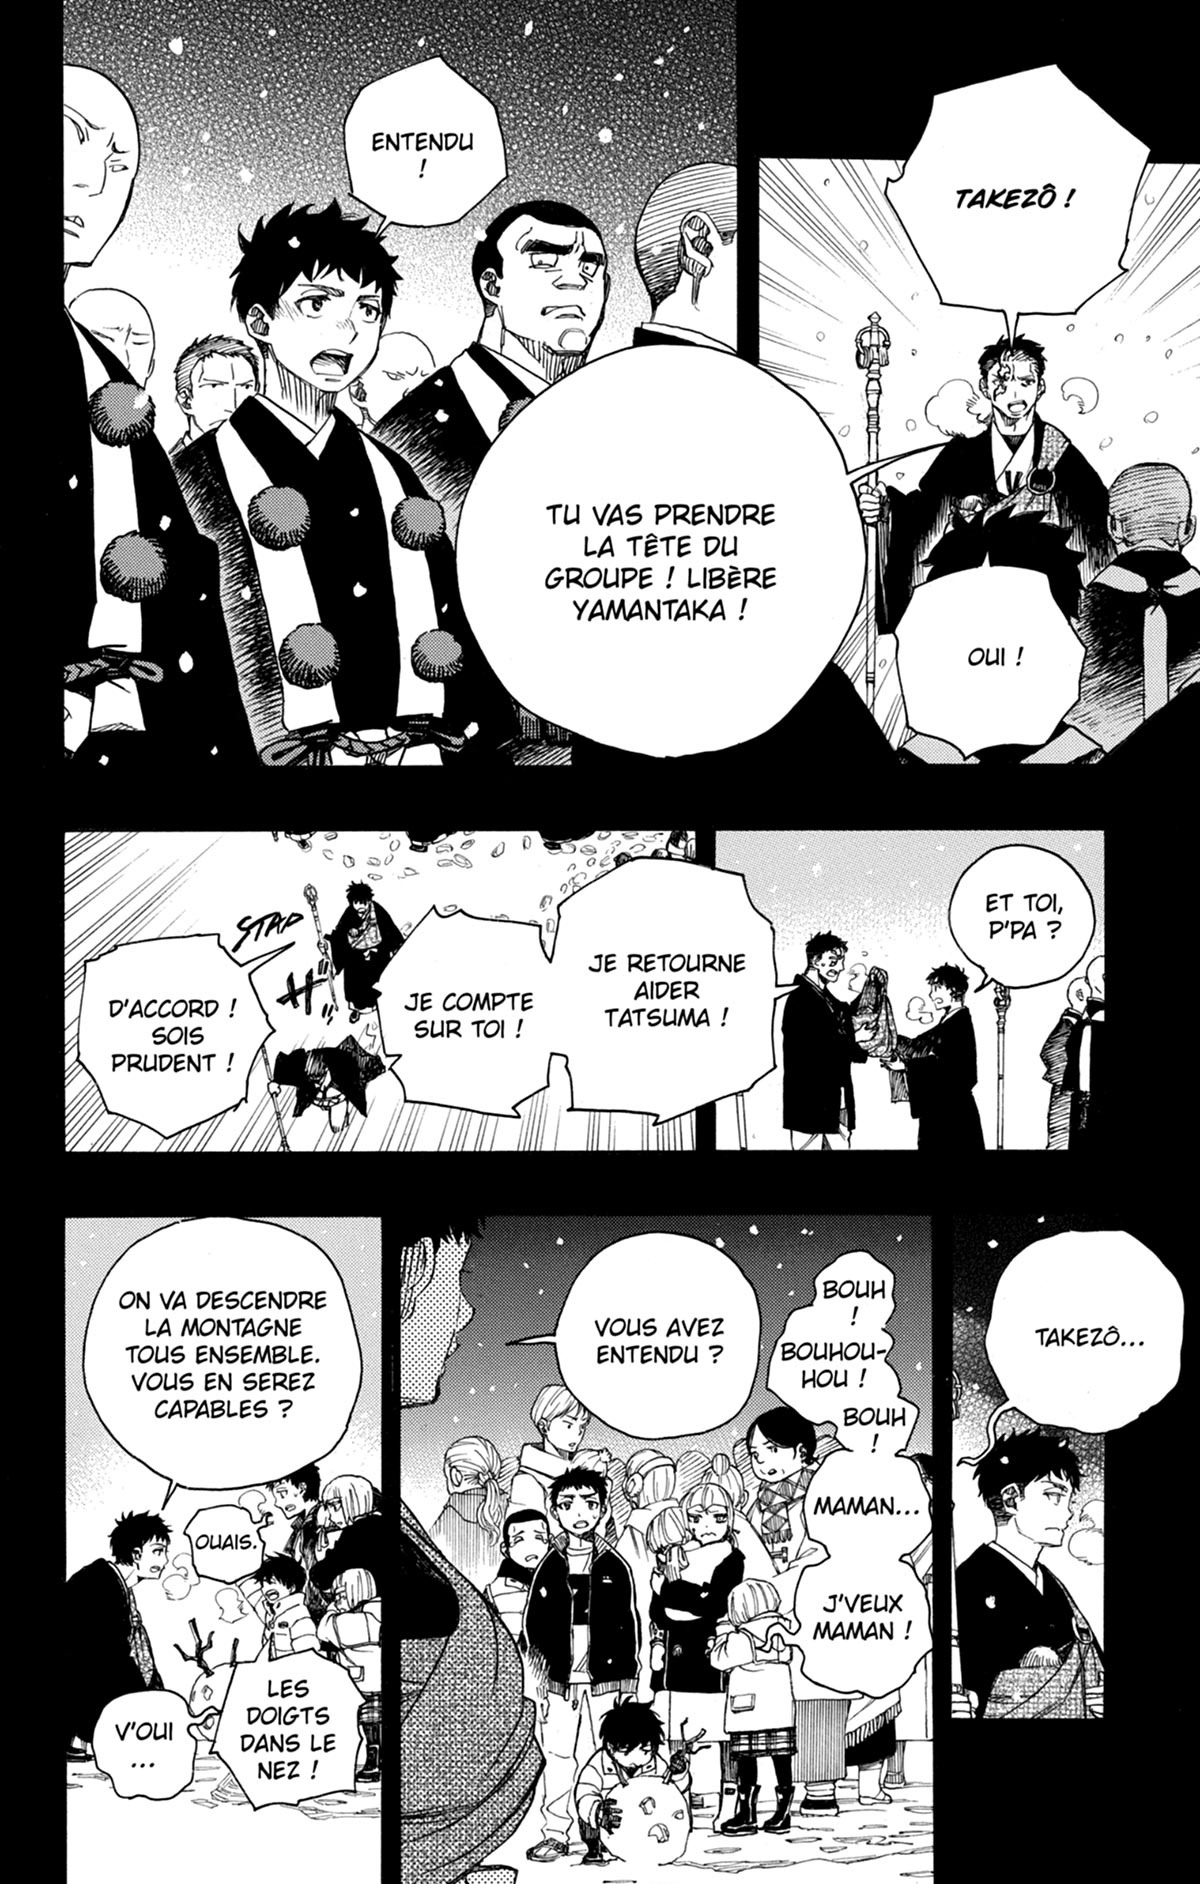 TAKEZÔ !
OUI !
TU VAS PRENDRE
LA TÊTE DU
GROUPE ! LIBÈRE
YAMANTAKA !
ENTENDU
!
ET TOI,
P'PA ?
JE RETOURNE
AIDER
TATSUMA !
JE COMPTE
SUR TOI !
STAP
D'ACCORD !
SOIS
PRUDENT !
TAKEZÔ...
BOUH
!
BOUHOU-
HOU !
BOUH
!
MAMAN...
J'VEUX
MAMAN !
VOUS AVEZ
ENTENDU ?
ON VA DESCENDRE
LA MONTAGNE
TOUS ENSEMBLE.
VOUS EN SEREZ
CAPABLES ?
OUAIS.
LES
DOIGTS
DANS LE
NEZ !
V'OUI
...